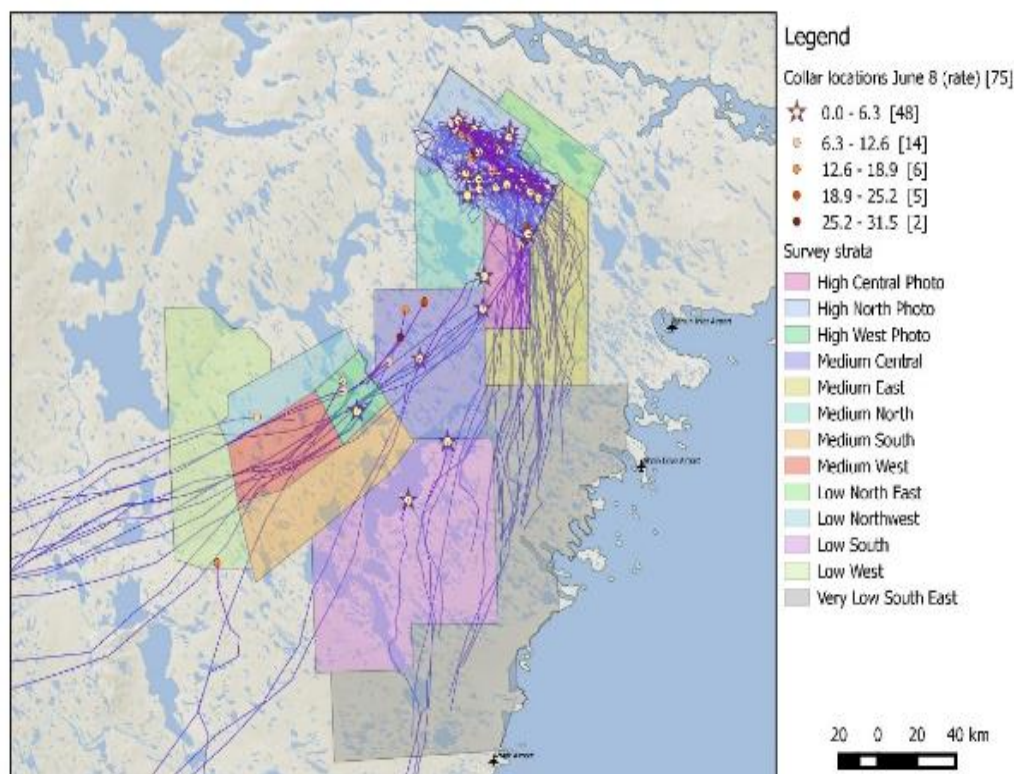 Legend
Collar locations June 8 (rate) [75]
0.0 - 6.3 [48]
6.3 - 12.6 [14]
12.6 - 18.9 [6]
18.9 - 25.2 [5]
25.2 - 31.5 [2]
Survey strata
High Central Photo
High North Photo
High West Photo
Medium Central
Medium East
Medium North
Medium South
Medium West
Low North East
Low Northwest
Low South
Low West
Very Low South East
Airport
Airport
Airport
20 0 20 40 km